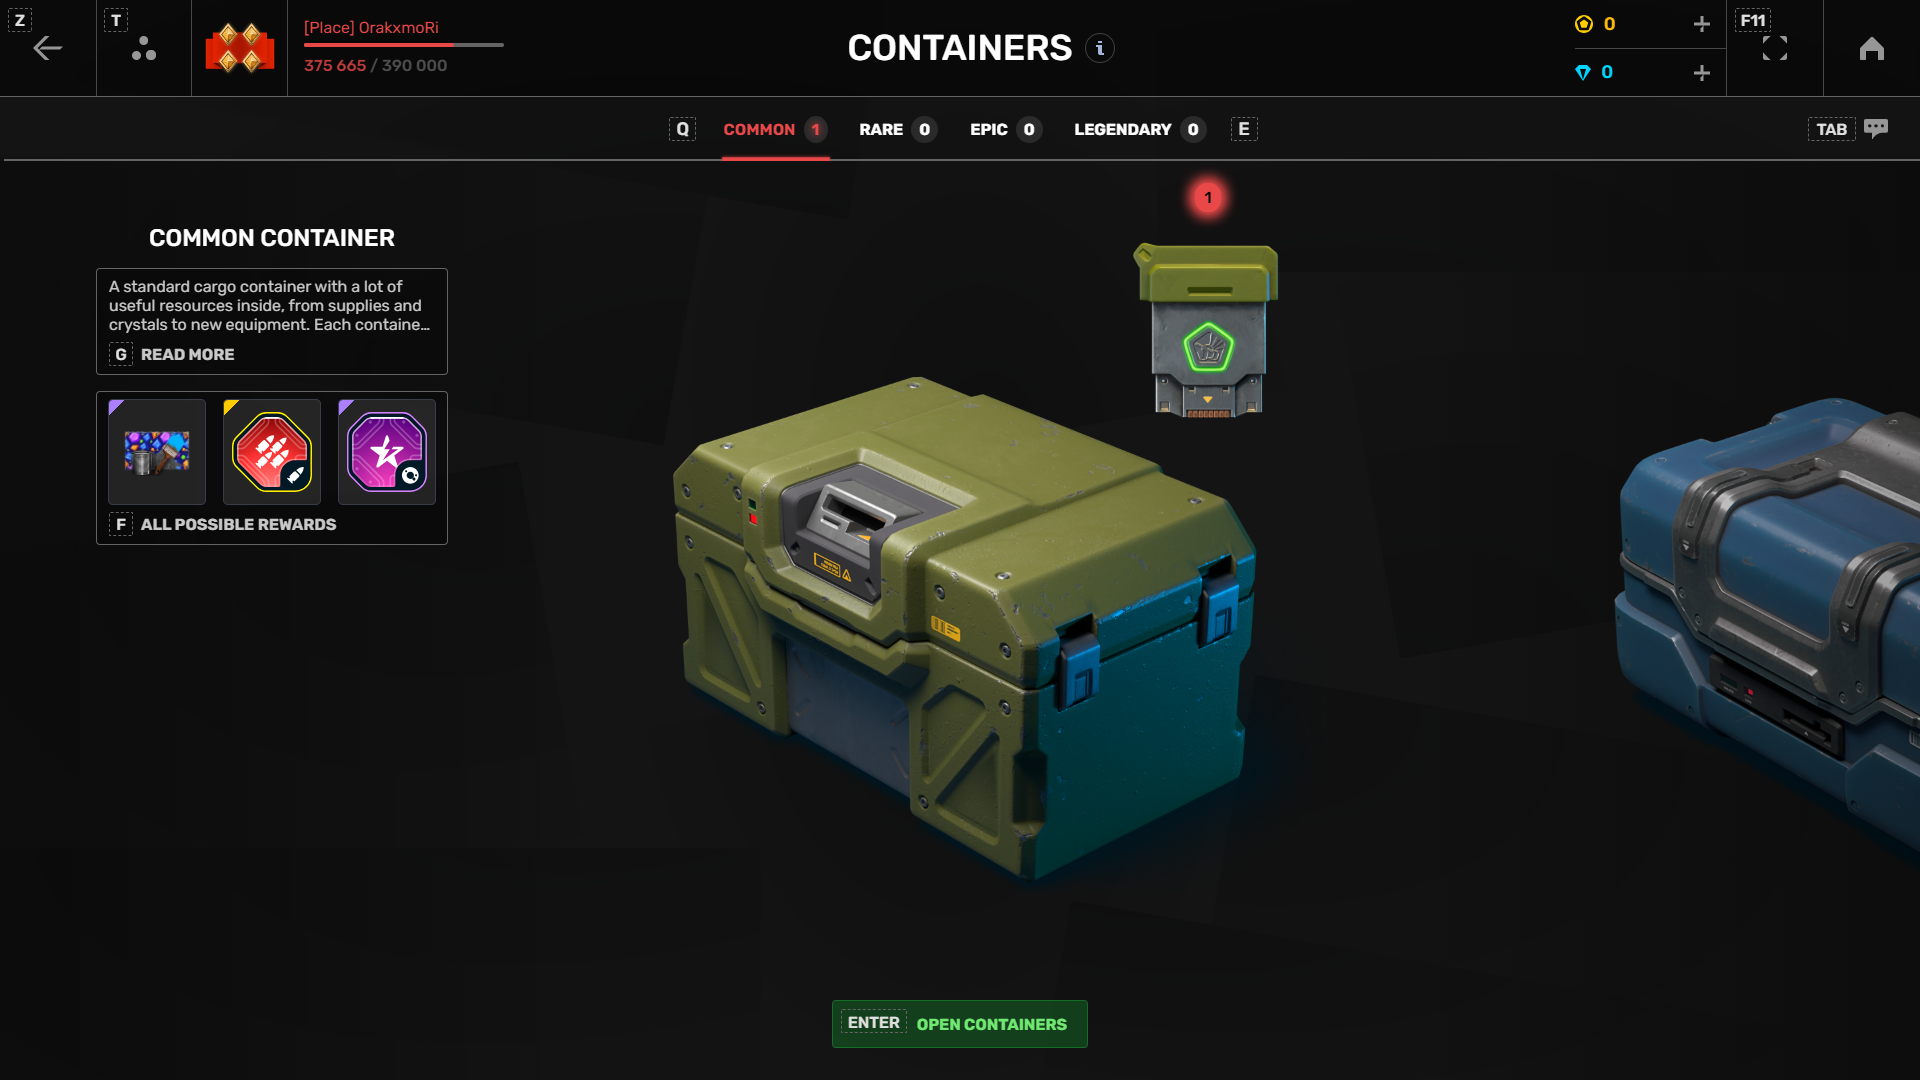 Z
T
[Place] OrakxmoRi
375 665 / 390 000
CONTAINERS i
0
0
F11
Q COMMON 1 RARE 0 EPIC 0 LEGENDARY 0 E
TAB
1
COMMON CONTAINER
A standard cargo container with a lot of
useful resources inside, from supplies and
crystals to new equipment. Each containe...
G READ MORE
F ALL POSSIBLE REWARDS
ENTER OPEN CONTAINERS